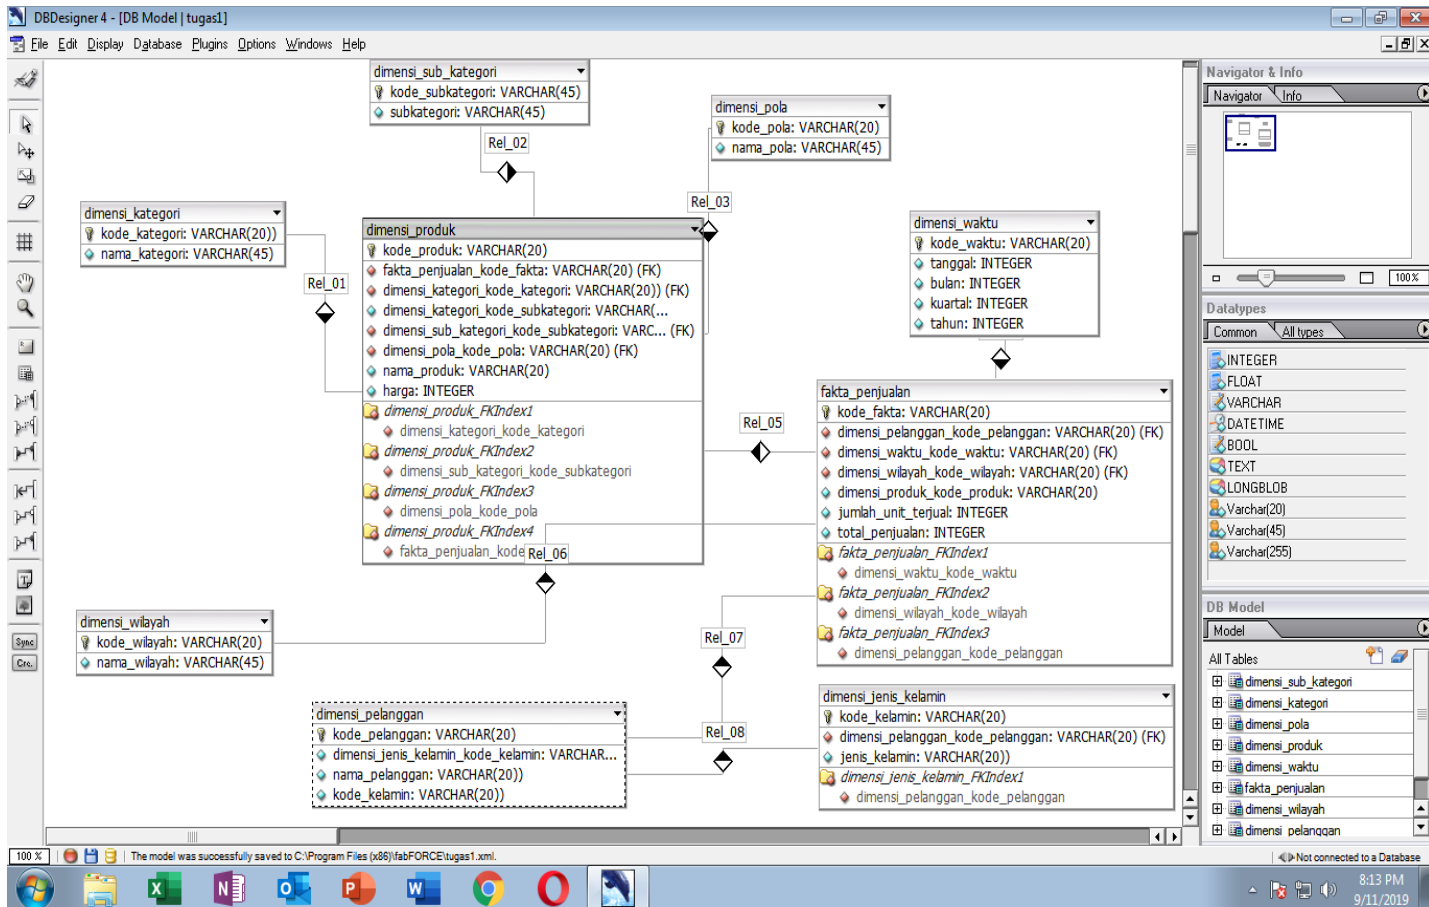 DBDesigner 4 - [DB Model | tugas1]
File Edit Display Database Plugins Options Windows Help
dimensi_sub_kategori
kode_subkategori: VARCHAR(45)
subkategori: VARCHAR(45)
Rel_02
dimensi_pola
kode_pola: VARCHAR(20)
nama_pola: VARCHAR(45)
Rel_03
dimensi_kategori
kode_kategori: VARCHAR(20))
nama_kategori: VARCHAR(45)
Rel_01
dimensi_produk
kode_produk: VARCHAR(20)
fakta_penjualan_kode_fakta: VARCHAR(20) (FK)
dimensi_kategori_kode_kategori: VARCHAR(20)) (FK)
dimensi_kategori_kode_subkategori: VARCHAR(...
dimensi_sub_kategori_kode_subkategori: VARC... (FK)
dimensi_pola_kode_pola: VARCHAR(20) (FK)
nama_produk: VARCHAR(20)
harga: INTEGER
dimensi_produk_FKIndex1
dimensi_kategori_kode_kategori
dimensi_produk_FKIndex2
dimensi_sub_kategori_kode_subkategori
dimensi_produk_FKIndex3
dimensi_pola_kode_pola
dimensi_produk_FKIndex4
fakta_penjualan_kode
Rel_06
dimensi_waktu
kode_waktu: VARCHAR(20)
tanggal: INTEGER
bulan: INTEGER
kuartal: INTEGER
tahun: INTEGER
Rel_05
fakta_penjualan
kode_fakta: VARCHAR(20)
dimensi_pelanggan_kode_pelanggan: VARCHAR(20) (FK)
dimensi_waktu_kode_waktu: VARCHAR(20) (FK)
dimensi_wilayah_kode_wilayah: VARCHAR(20) (FK)
dimensi_produk_kode_produk: VARCHAR(20)
jumlah_unit_terjual: INTEGER
total_penjualan: INTEGER
fakta_penjualan_FKIndex1
dimensi_waktu_kode_waktu
fakta_penjualan_FKIndex2
dimensi_wilayah_kode_wilayah
fakta_penjualan_FKIndex3
dimensi_pelanggan_kode_pelanggan
dimensi_wilayah
kode_wilayah: VARCHAR(20)
nama_wilayah: VARCHAR(45)
Rel_07
dimensi_pelanggan
kode_pelanggan: VARCHAR(20)
dimensi_jenis_kelamin_kode_kelamin: VARCHAR...
nama_pelanggan: VARCHAR(20))
kode_kelamin: VARCHAR(20))
Rel_08
dimensi_jenis_kelamin
kode_kelamin: VARCHAR(20)
dimensi_pelanggan_kode_pelanggan: VARCHAR(20) (FK)
jenis_kelamin: VARCHAR(20))
dimensi_jenis_kelamin_FKIndex1
dimensi_pelanggan_kode_pelanggan
Sync
Cre.
Navigator & Info
Navigator Info
100%
Datatypes
Common All types
INTEGER
FLOAT
VARCHAR
DATETIME
BOOL
TEXT
LONGBLOB
Varchar(20)
Varchar(45)
Varchar(255)
DB Model
Model
All Tables
dimensi_sub_kategori
dimensi_kategori
dimensi_pola
dimensi_produk
dimensi_waktu
fakta_penjualan
dimensi_wilayah
dimensi_pelanggan
100 % The model was successfully saved to C:\Program Files (x86)\fabFORCE\tugas1.xml. Not connected to a Database
8:13 PM
9/11/2019